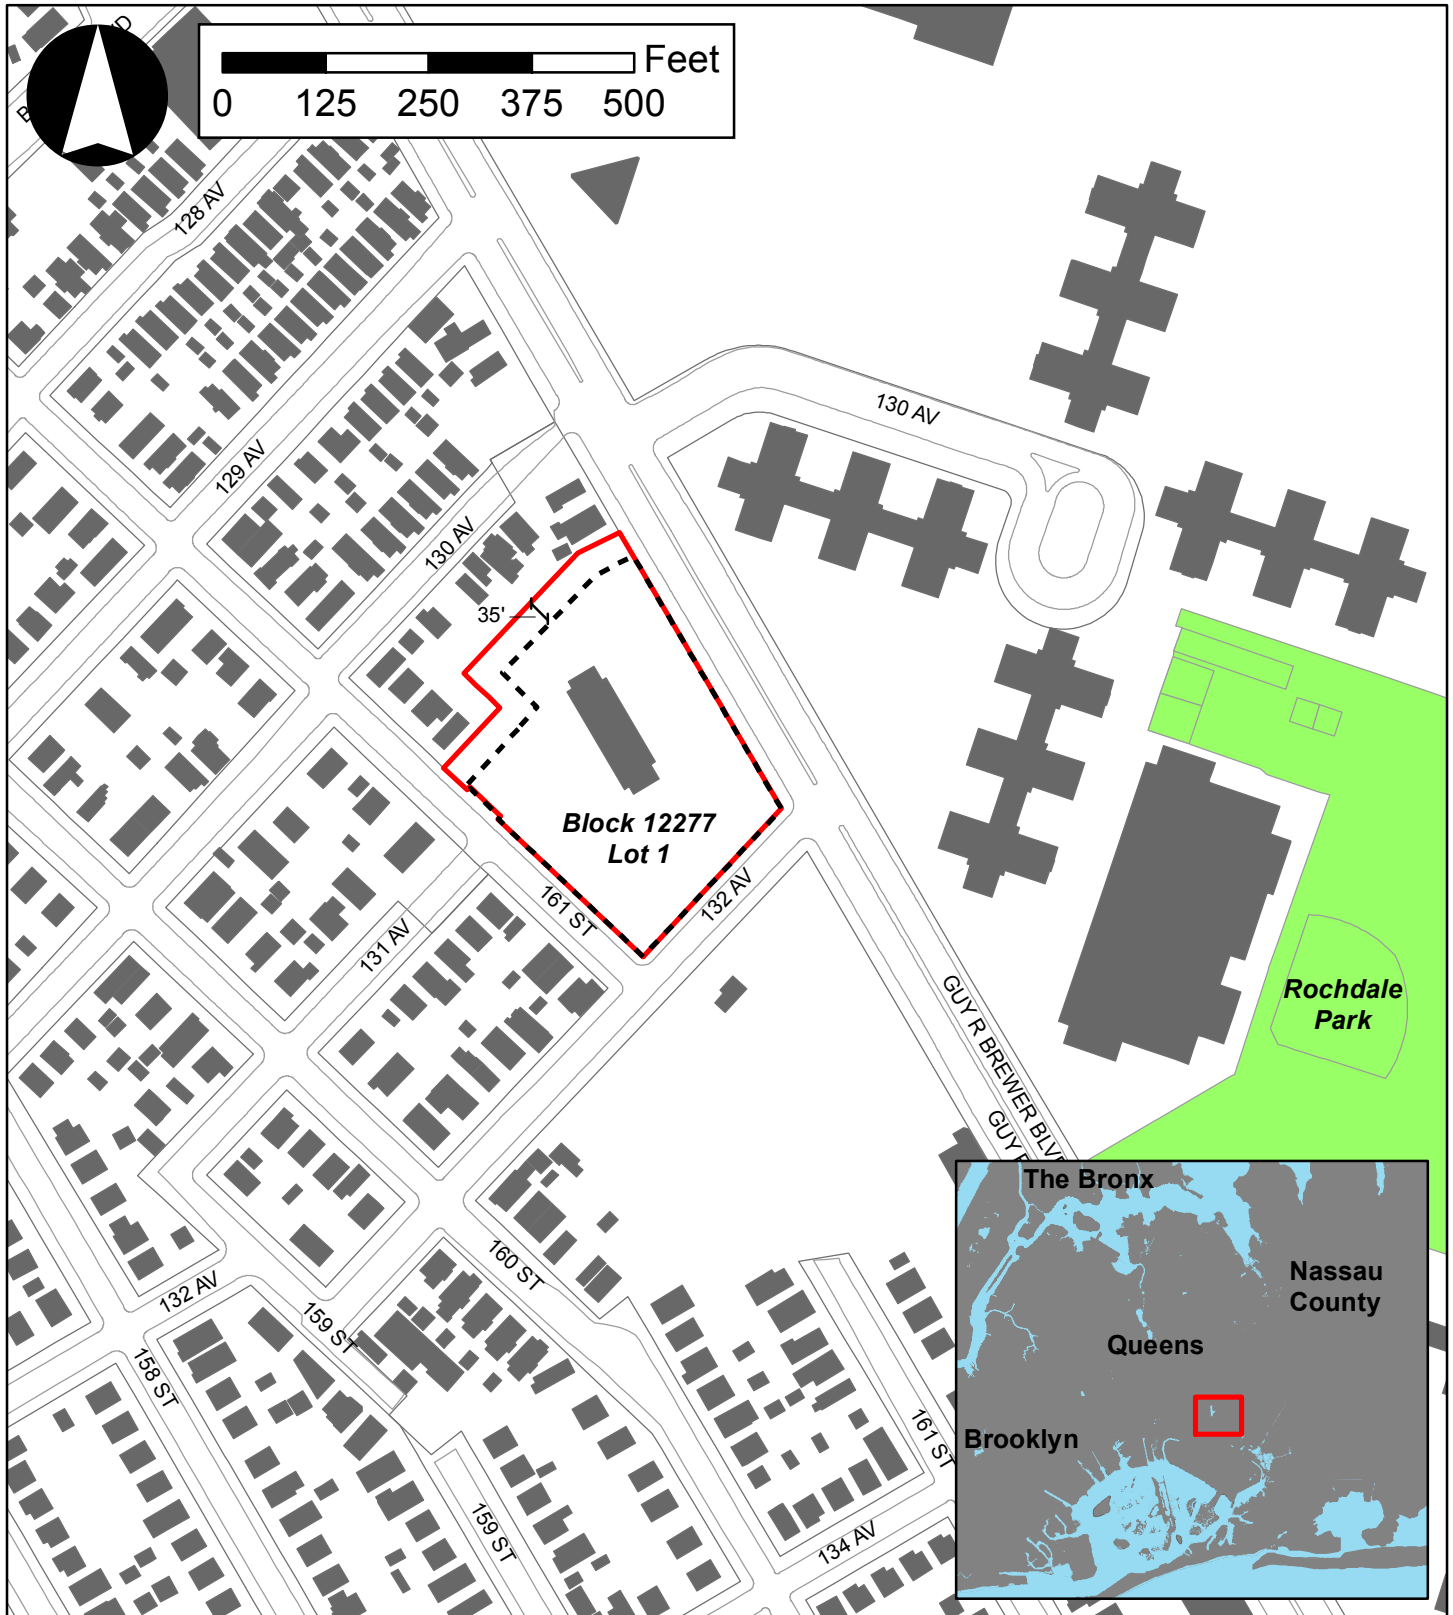 Feet
0 125 250 375 500
128 AV
129 AV
130 AV
130 AV
35'
Block 12277
Lot 1
161 ST
132 AV
131 AV
GUY R BREWER BLV
GUY
Rochdale
Park
160 ST
132 AV
159 ST
158 ST
159 ST
161 ST
134 AV
The Bronx
Nassau
County
Queens
Brooklyn